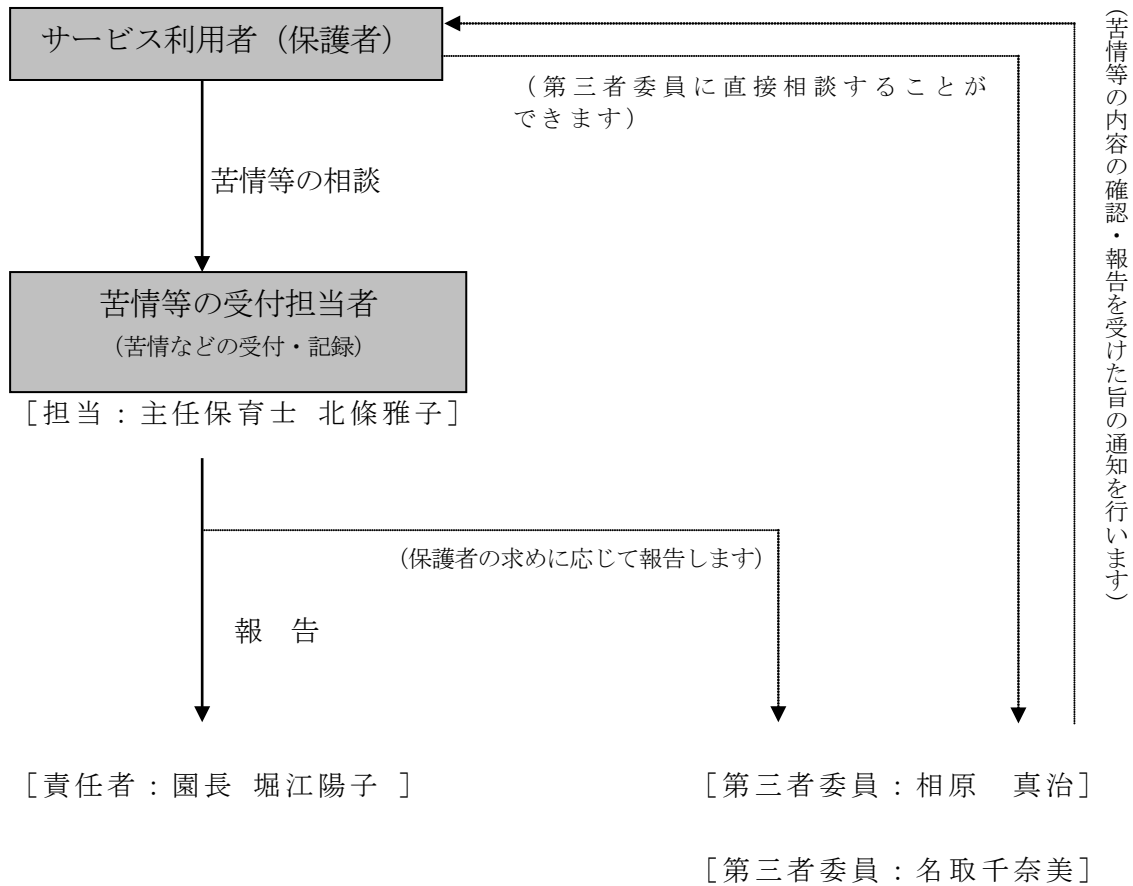 サービス利用者（保護者）
（第三者委員に直接相談することが
できます）
苦情等の相談
苦情等の受付担当者
（苦情などの受付・記録）
［担当：主任保育士 北條雅子］
（保護者の求めに応じて報告します）
報　告
［責任者：園長 堀江陽子 ］
［第三者委員：相原　真治］
［第三者委員：名取千奈美］
（苦情等の内容の確認・報告を受けた旨の通知を行います）